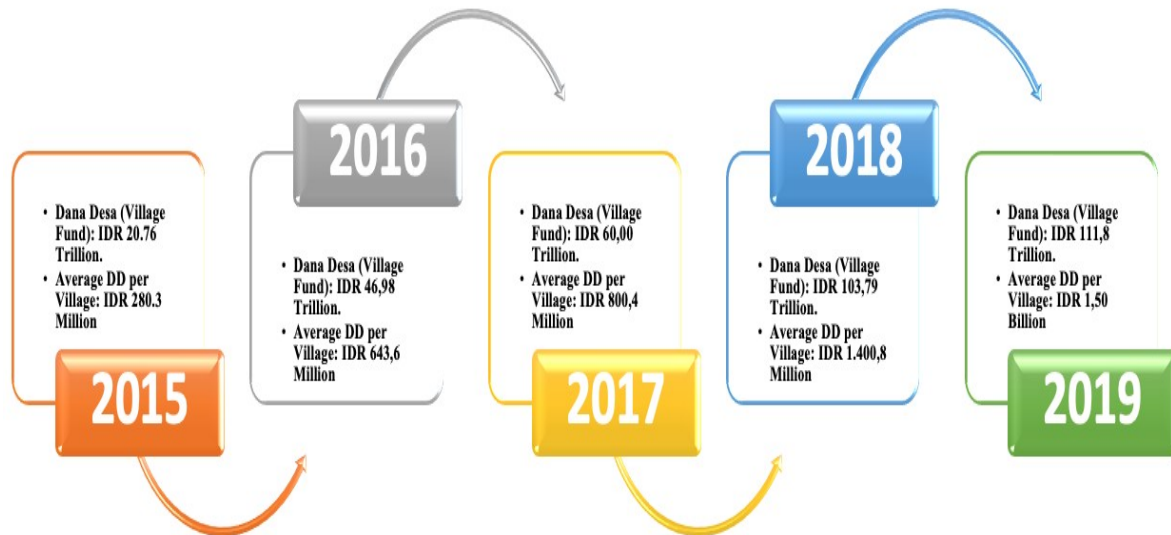 2015
• Dana Desa (Village
Fund): IDR 20.76
Trillion.
• Average DD per
Village: IDR 280.3
Million
2016
• Dana Desa (Village
Fund): IDR 46,98
Trillion.
• Average DD per
Village: IDR 643,6
Million
2017
• Dana Desa (Village
Fund): IDR 60,00
Trillion.
• Average DD per
Village: IDR 800,4
Million
2018
• Dana Desa (Village
Fund): IDR 103,79
Trillion.
• Average DD per
Village: IDR 1.400,8
Million
2019
• Dana Desa (Village
Fund): IDR 111,8
Trillion.
• Average DD per
Village: IDR 1,50
Billion